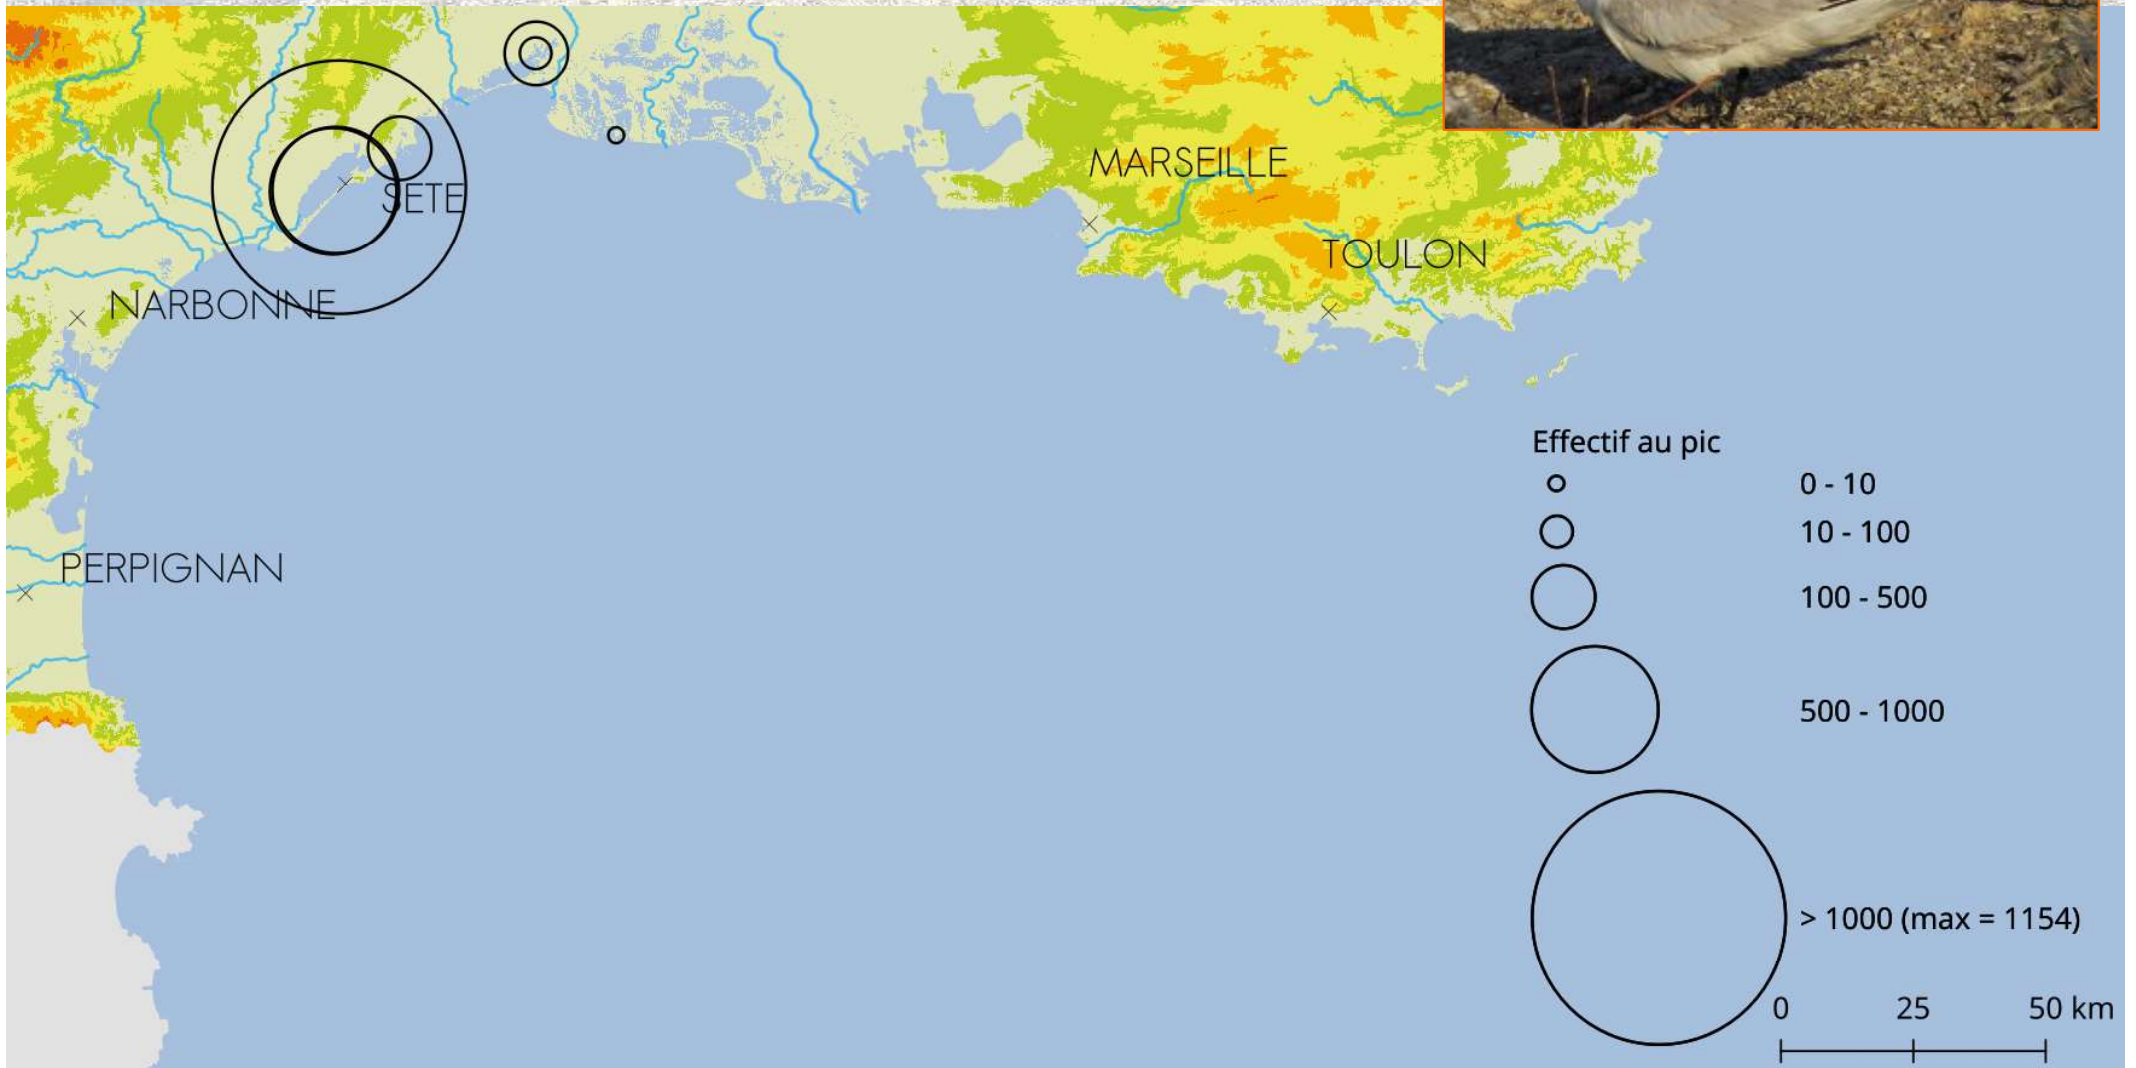 MARSEILLE
SETE
TOULON
NARBONNE
PERPIGNAN
Effectif au pic
0 - 10
10 - 100
100 - 500
500 - 1000
> 1000 (max = 1154)
0 25 50 km